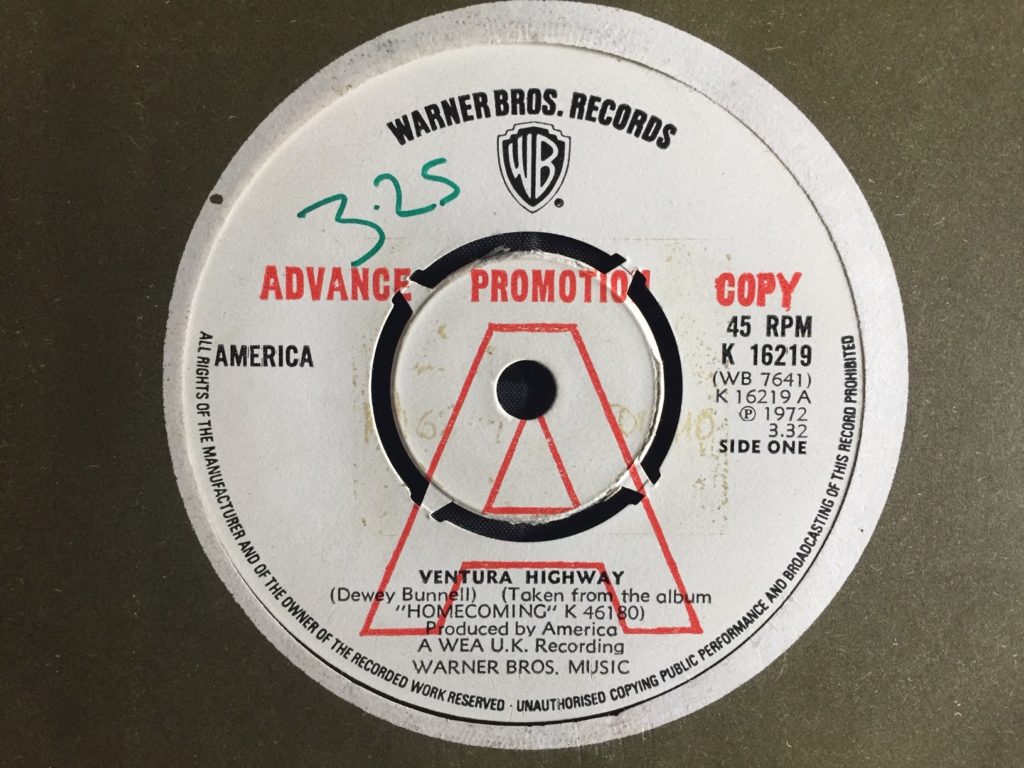 WARNER BROS. RECORDS
WB
®
3.25
ADVANCE PROMOTION COPY
A
AMERICA
45 RPM
K 16219
(WB 7641)
K 16219 A
℗ 1972
3.32
SIDE ONE
VENTURA HIGHWAY
(Dewey Bunnell) (Taken from the album
"HOMECOMING" K 46180)
Produced by America
A WEA U.K. Recording
WARNER BROS. MUSIC
ALL RIGHTS OF THE MANUFACTURER AND OF THE OWNER OF THE RECORDED WORK RESERVED · UNAUTHORISED COPYING PUBLIC PERFORMANCE AND BROADCASTING OF THIS RECORD PROHIBITED